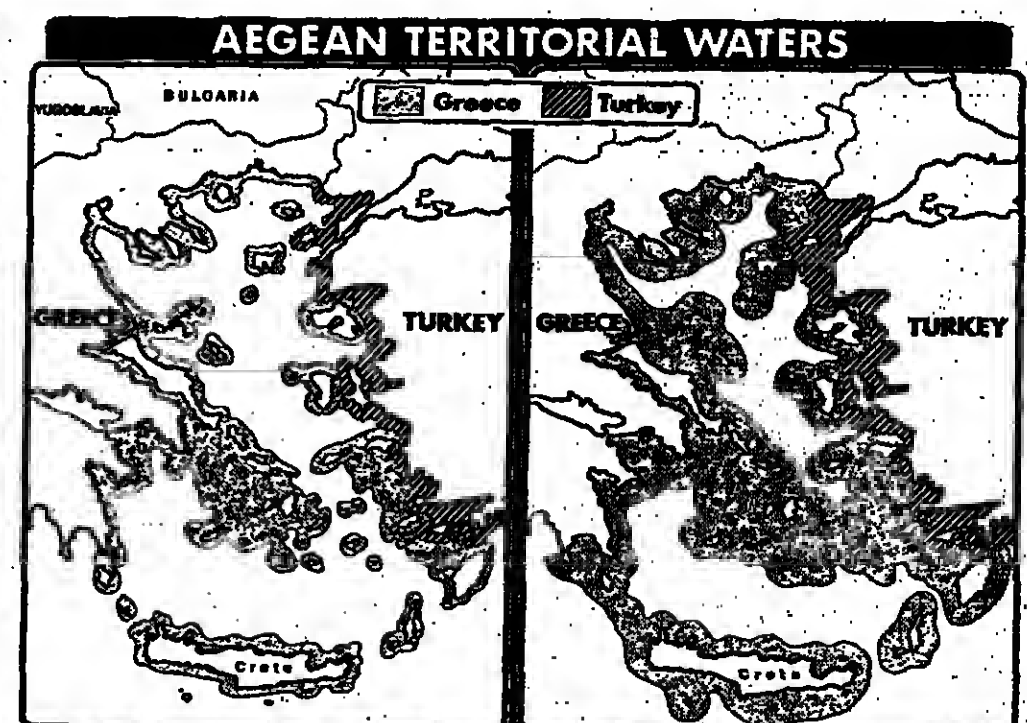 AEGEAN TERRITORIAL WATERS
Greece Turkey
YUGOSLAVIA
BULGARIA
GREECE
TURKEY
Crete
GREECE
TURKEY
Crete